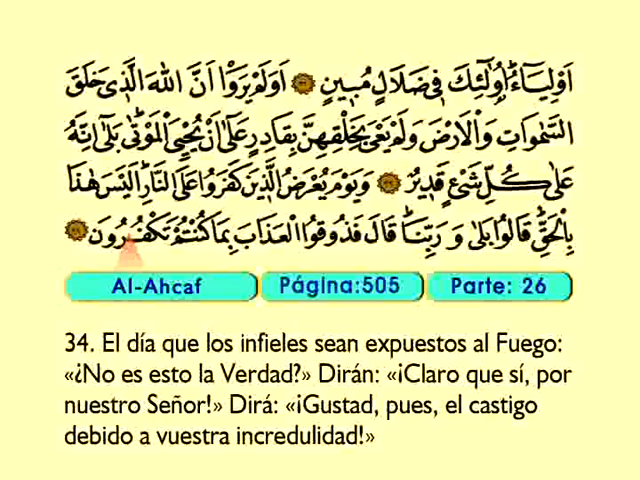 اَوْلِيَٓاءُۜ اُو۬لٰٓئِكَ ف۪ي ضَلَالٍ مُب۪ينٍ ﴿٣٢﴾ اَوَلَمْ يَرَوْا اَنَّ اللّٰهَ الَّذ۪ي خَلَقَ
السَّمٰوَاتِ وَالْاَرْضَ وَلَمْ يَعْيَ بِخَلْقِهِنَّ بِقَادِرٍ عَلٰٓى اَنْ يُحْيِيَ الْمَوْتٰىۜ بَلٰٓى اِنَّهُ
عَلٰى كُلِّ شَيْءٍ قَد۪يرٌ ﴿٣٣﴾ وَيَوْمَ يُعْرَضُ الَّذ۪ينَ كَفَرُوا عَلَى النَّارِۜ اَلَيْسَ هٰذَا
بِالْحَقِّۜ قَالُوا بَلٰى وَرَبِّنَاۜ قَالَ فَذُوقُوا الْعَذَابَ بِمَا كُنْتُمْ تَكْفُرُونَ ﴿٣٤﴾
Al-Ahcaf Página:505 Parte: 26
34. El día que los infieles sean expuestos al Fuego:
«¿No es esto la Verdad?» Dirán: «¡Claro que sí, por
nuestro Señor!» Dirá: «¡Gustad, pues, el castigo
debido a vuestra incredulidad!»